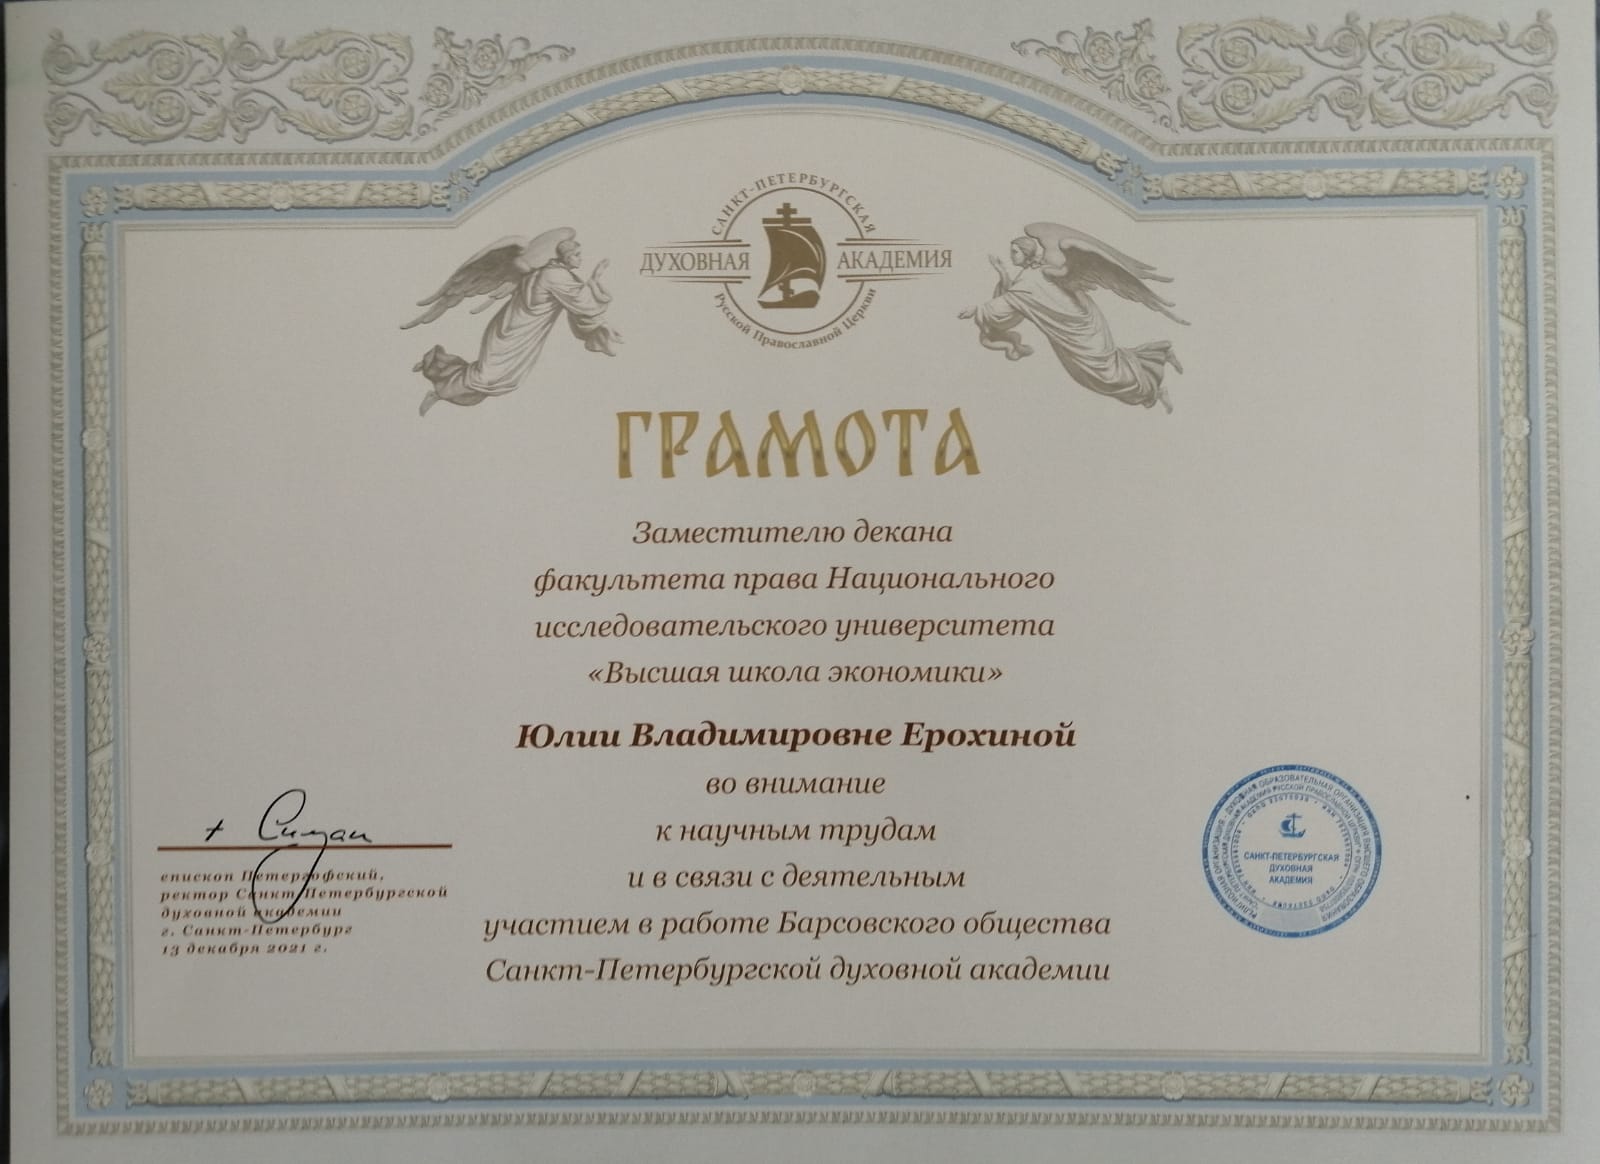 САНКТ-ПЕТЕРБУРГСКАЯ
ДУХОВНАЯ АКАДЕМИЯ
Русской Православной Церкви
ГРАМОТА
Заместителю декана
факультета права Национального
исследовательского университета
«Высшая школа экономики»
Юлии Владимировне Ерохиной
во внимание
к научным трудам
и в связи с деятельным
участием в работе Барсовского общества
Санкт-Петербургской духовной академии
+ Силуан
епископ Петергофский,
ректор Санкт-Петербургской
духовной академии
г. Санкт-Петербург
13 декабря 2021 г.
САНКТ-ПЕТЕРБУРГСКАЯ
ДУХОВНАЯ
АКАДЕМИЯ